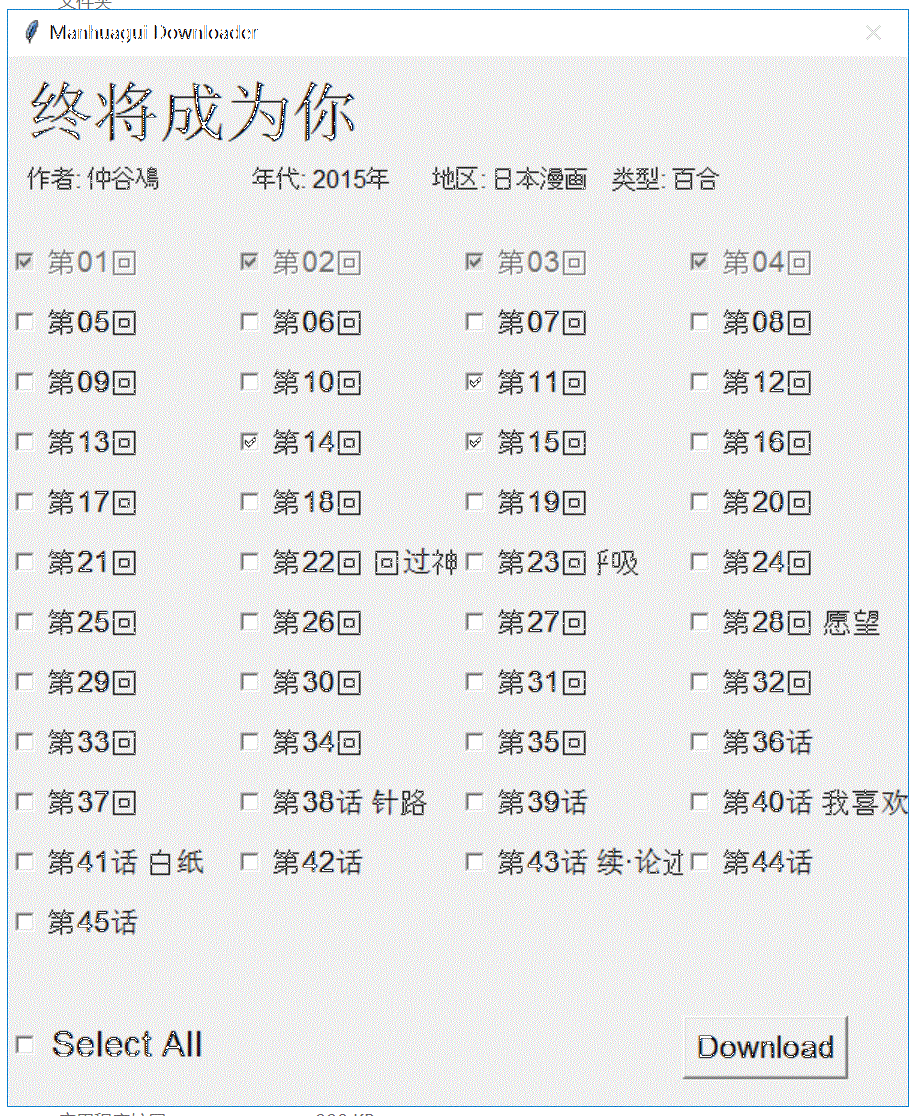 文件夹
Manhuagui Downloader
终将成为你
作者: 仲谷鳰 年代: 2015年 地区: 日本漫画 类型: 百合
第01回 第02回 第03回 第04回
第05回 第06回 第07回 第08回
第09回 第10回 第11回 第12回
第13回 第14回 第15回 第16回
第17回 第18回 第19回 第20回
第21回 第22回 回过神 第23回 吸 第24回
第25回 第26回 第27回 第28回 愿望
第29回 第30回 第31回 第32回
第33回 第34回 第35回 第36话
第37回 第38话 针路 第39话 第40话 我喜欢
第41话 白纸 第42话 第43话 续·论 第44话
第45话
Select All Download